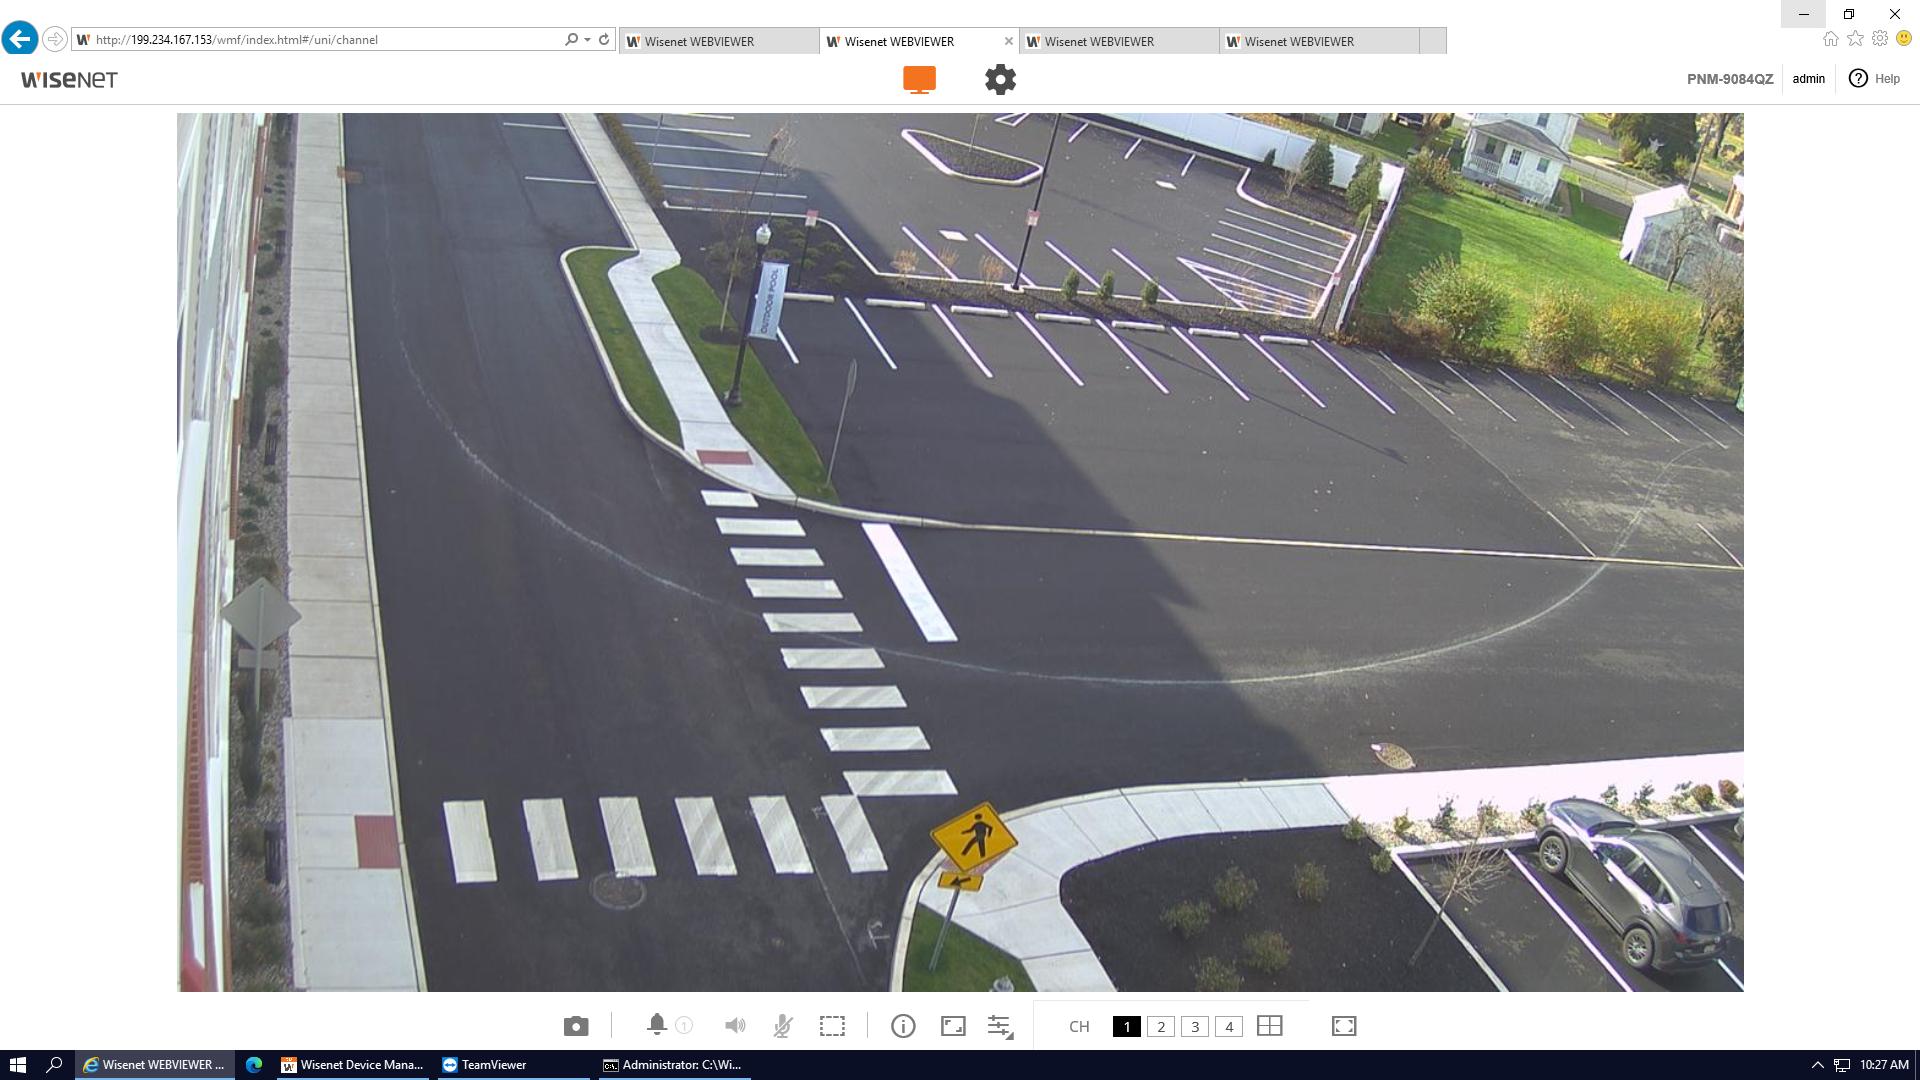 http://199.234.167.153/wmf/index.html#/uni/channel
Wisenet WEBVIEWER
Wisenet WEBVIEWER
Wisenet WEBVIEWER
Wisenet WEBVIEWER
WISENET
PNM-9084QZ
admin
? Help
OUTDOOR POOL
1
CH
1
2
3
4
Wisenet WEBVIEWER ...
Wisenet Device Mana...
TeamViewer
Administrator: C:\Wi...
10:27 AM